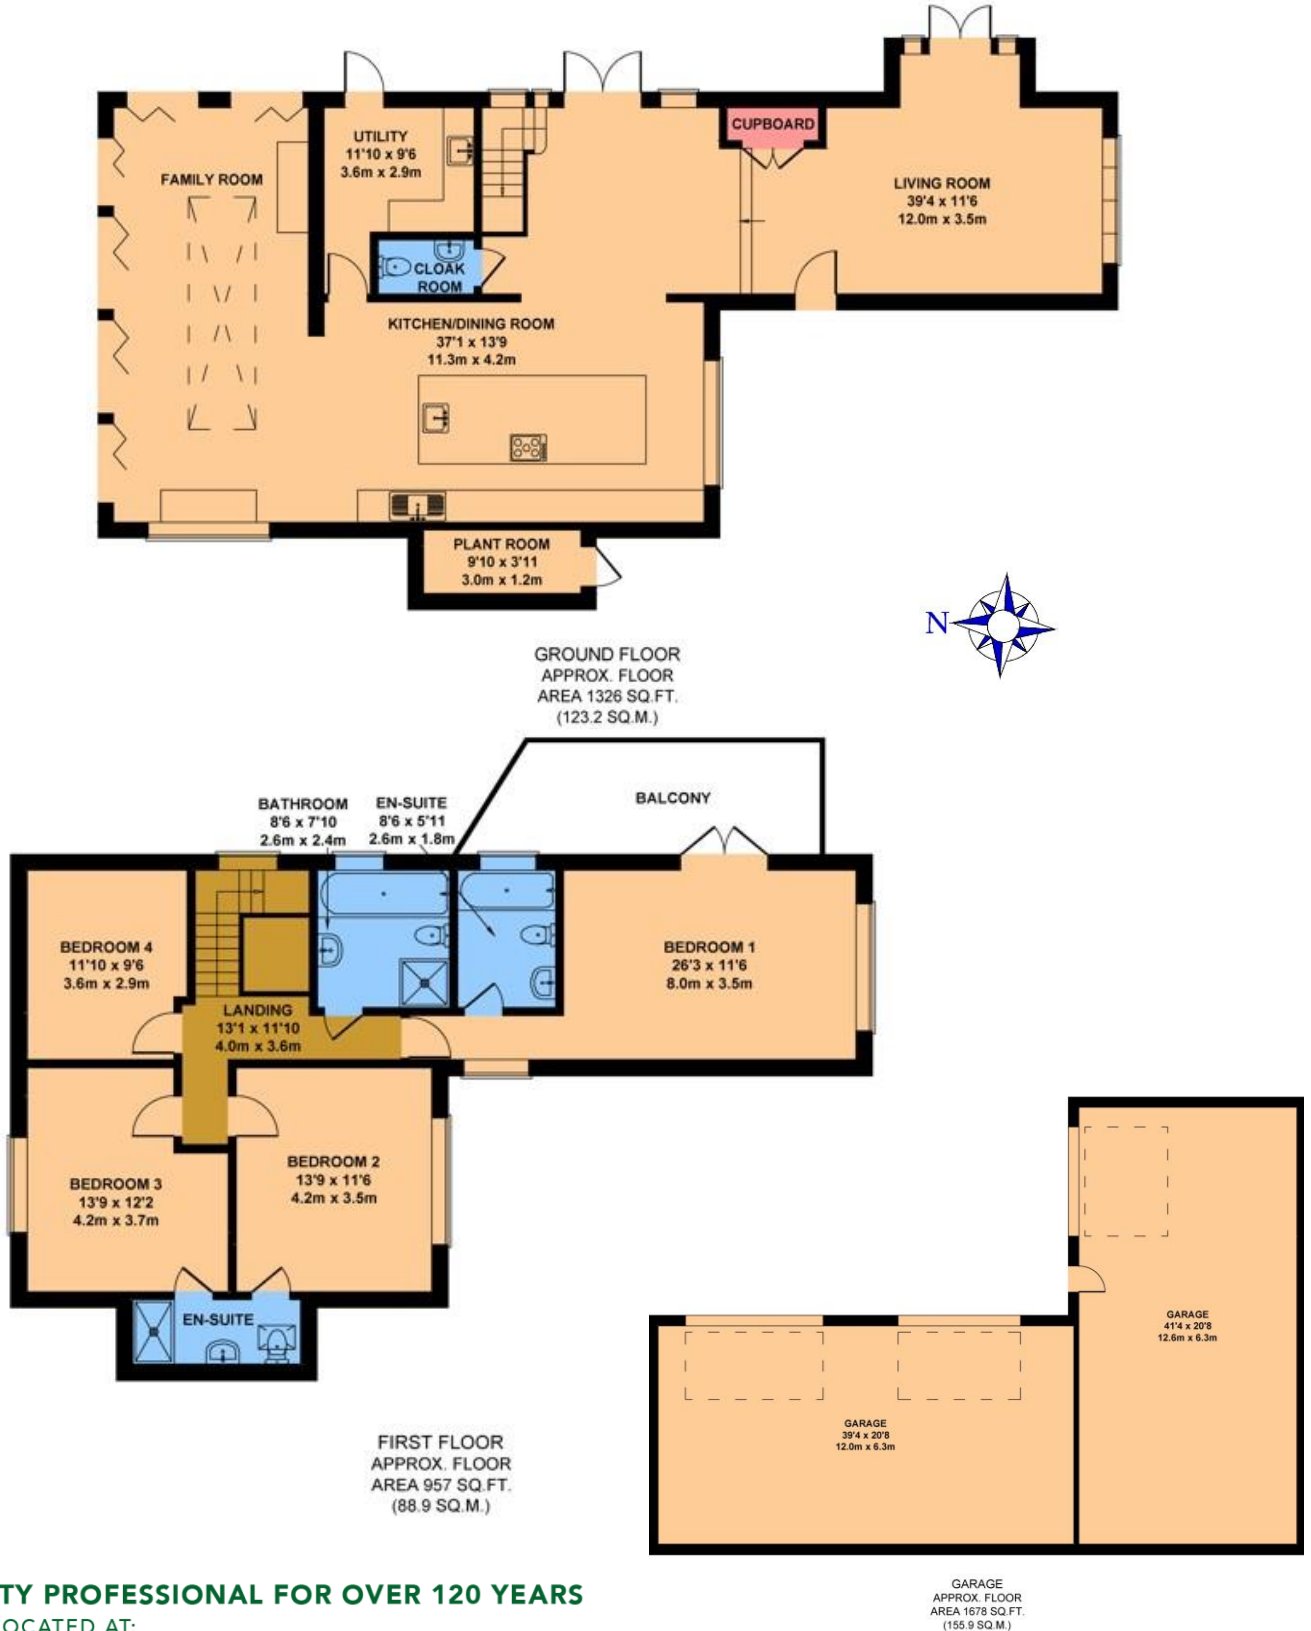 UTILITY
11'10 x 9'6
3.6m x 2.9m
CUPBOARD
FAMILY ROOM
LIVING ROOM
39'4 x 11'6
12.0m x 3.5m
CLOAK
ROOM
KITCHEN/DINING ROOM
37'1 x 13'9
11.3m x 4.2m
PLANT ROOM
9'10 x 3'11
3.0m x 1.2m
N
GROUND FLOOR
APPROX. FLOOR
AREA 1326 SQ.FT.
(123.2 SQ.M.)
BATHROOM
8'6 x 7'10
2.6m x 2.4m
EN-SUITE
8'6 x 5'11
2.6m x 1.8m
BALCONY
BEDROOM 4
11'10 x 9'6
3.6m x 2.9m
BEDROOM 1
26'3 x 11'6
8.0m x 3.5m
LANDING
13'1 x 11'10
4.0m x 3.6m
BEDROOM 3
13'9 x 12'2
4.2m x 3.7m
BEDROOM 2
13'9 x 11'6
4.2m x 3.5m
EN-SUITE
GARAGE
41'4 x 20'8
12.6m x 6.3m
GARAGE
39'4 x 20'8
12.0m x 6.3m
FIRST FLOOR
APPROX. FLOOR
AREA 957 SQ.FT.
(88.9 SQ.M.)
GARAGE
APPROX. FLOOR
AREA 1678 SQ.FT.
(155.9 SQ.M.)
TY PROFESSIONAL FOR OVER 120 YEARS
OCATED AT: